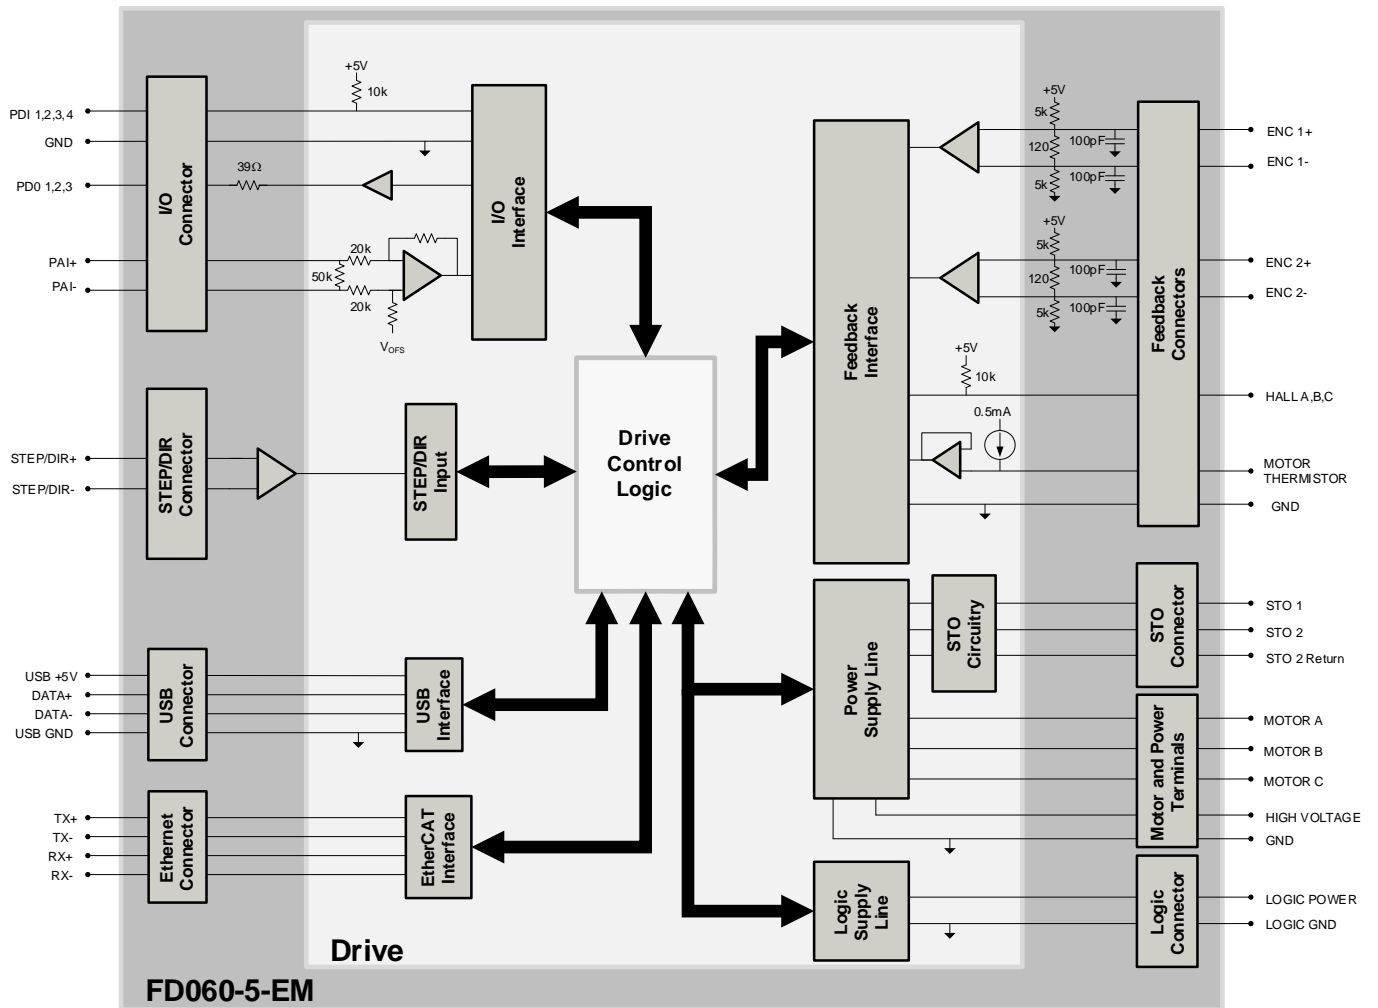 +5V
10k
PDI 1,2,3,4
GND
39Ω
PD0 1,2,3
I/O
Connector
I/O
Interface
PAI+
PAI-
20k
50k
20k
VOFS
STEP/DIR+
STEP/DIR-
STEP/DIR
Connector
STEP/DIR
Input
Drive
Control
Logic
USB +5V
DATA+
DATA-
USB GND
USB
Connector
USB
Interface
TX+
TX-
RX+
RX-
Ethernet
Connector
EtherCAT
Interface
Feedback
Interface
+5V
5k
120
5k
100pF
100pF
ENC 1+
ENC 1-
+5V
5k
120
5k
100pF
100pF
ENC 2+
ENC 2-
Feedback
Connectors
+5V
10k
HALL A,B,C
0.5mA
MOTOR
THERMISTOR
GND
Power
Supply Line
STO
Circuitry
STO
Connector
STO 1
STO 2
STO 2 Return
Motor and Power
Terminals
MOTOR A
MOTOR B
MOTOR C
HIGH VOLTAGE
GND
Logic
Supply
Line
Logic
Connector
LOGIC POWER
LOGIC GND
Drive
FD060-5-EM